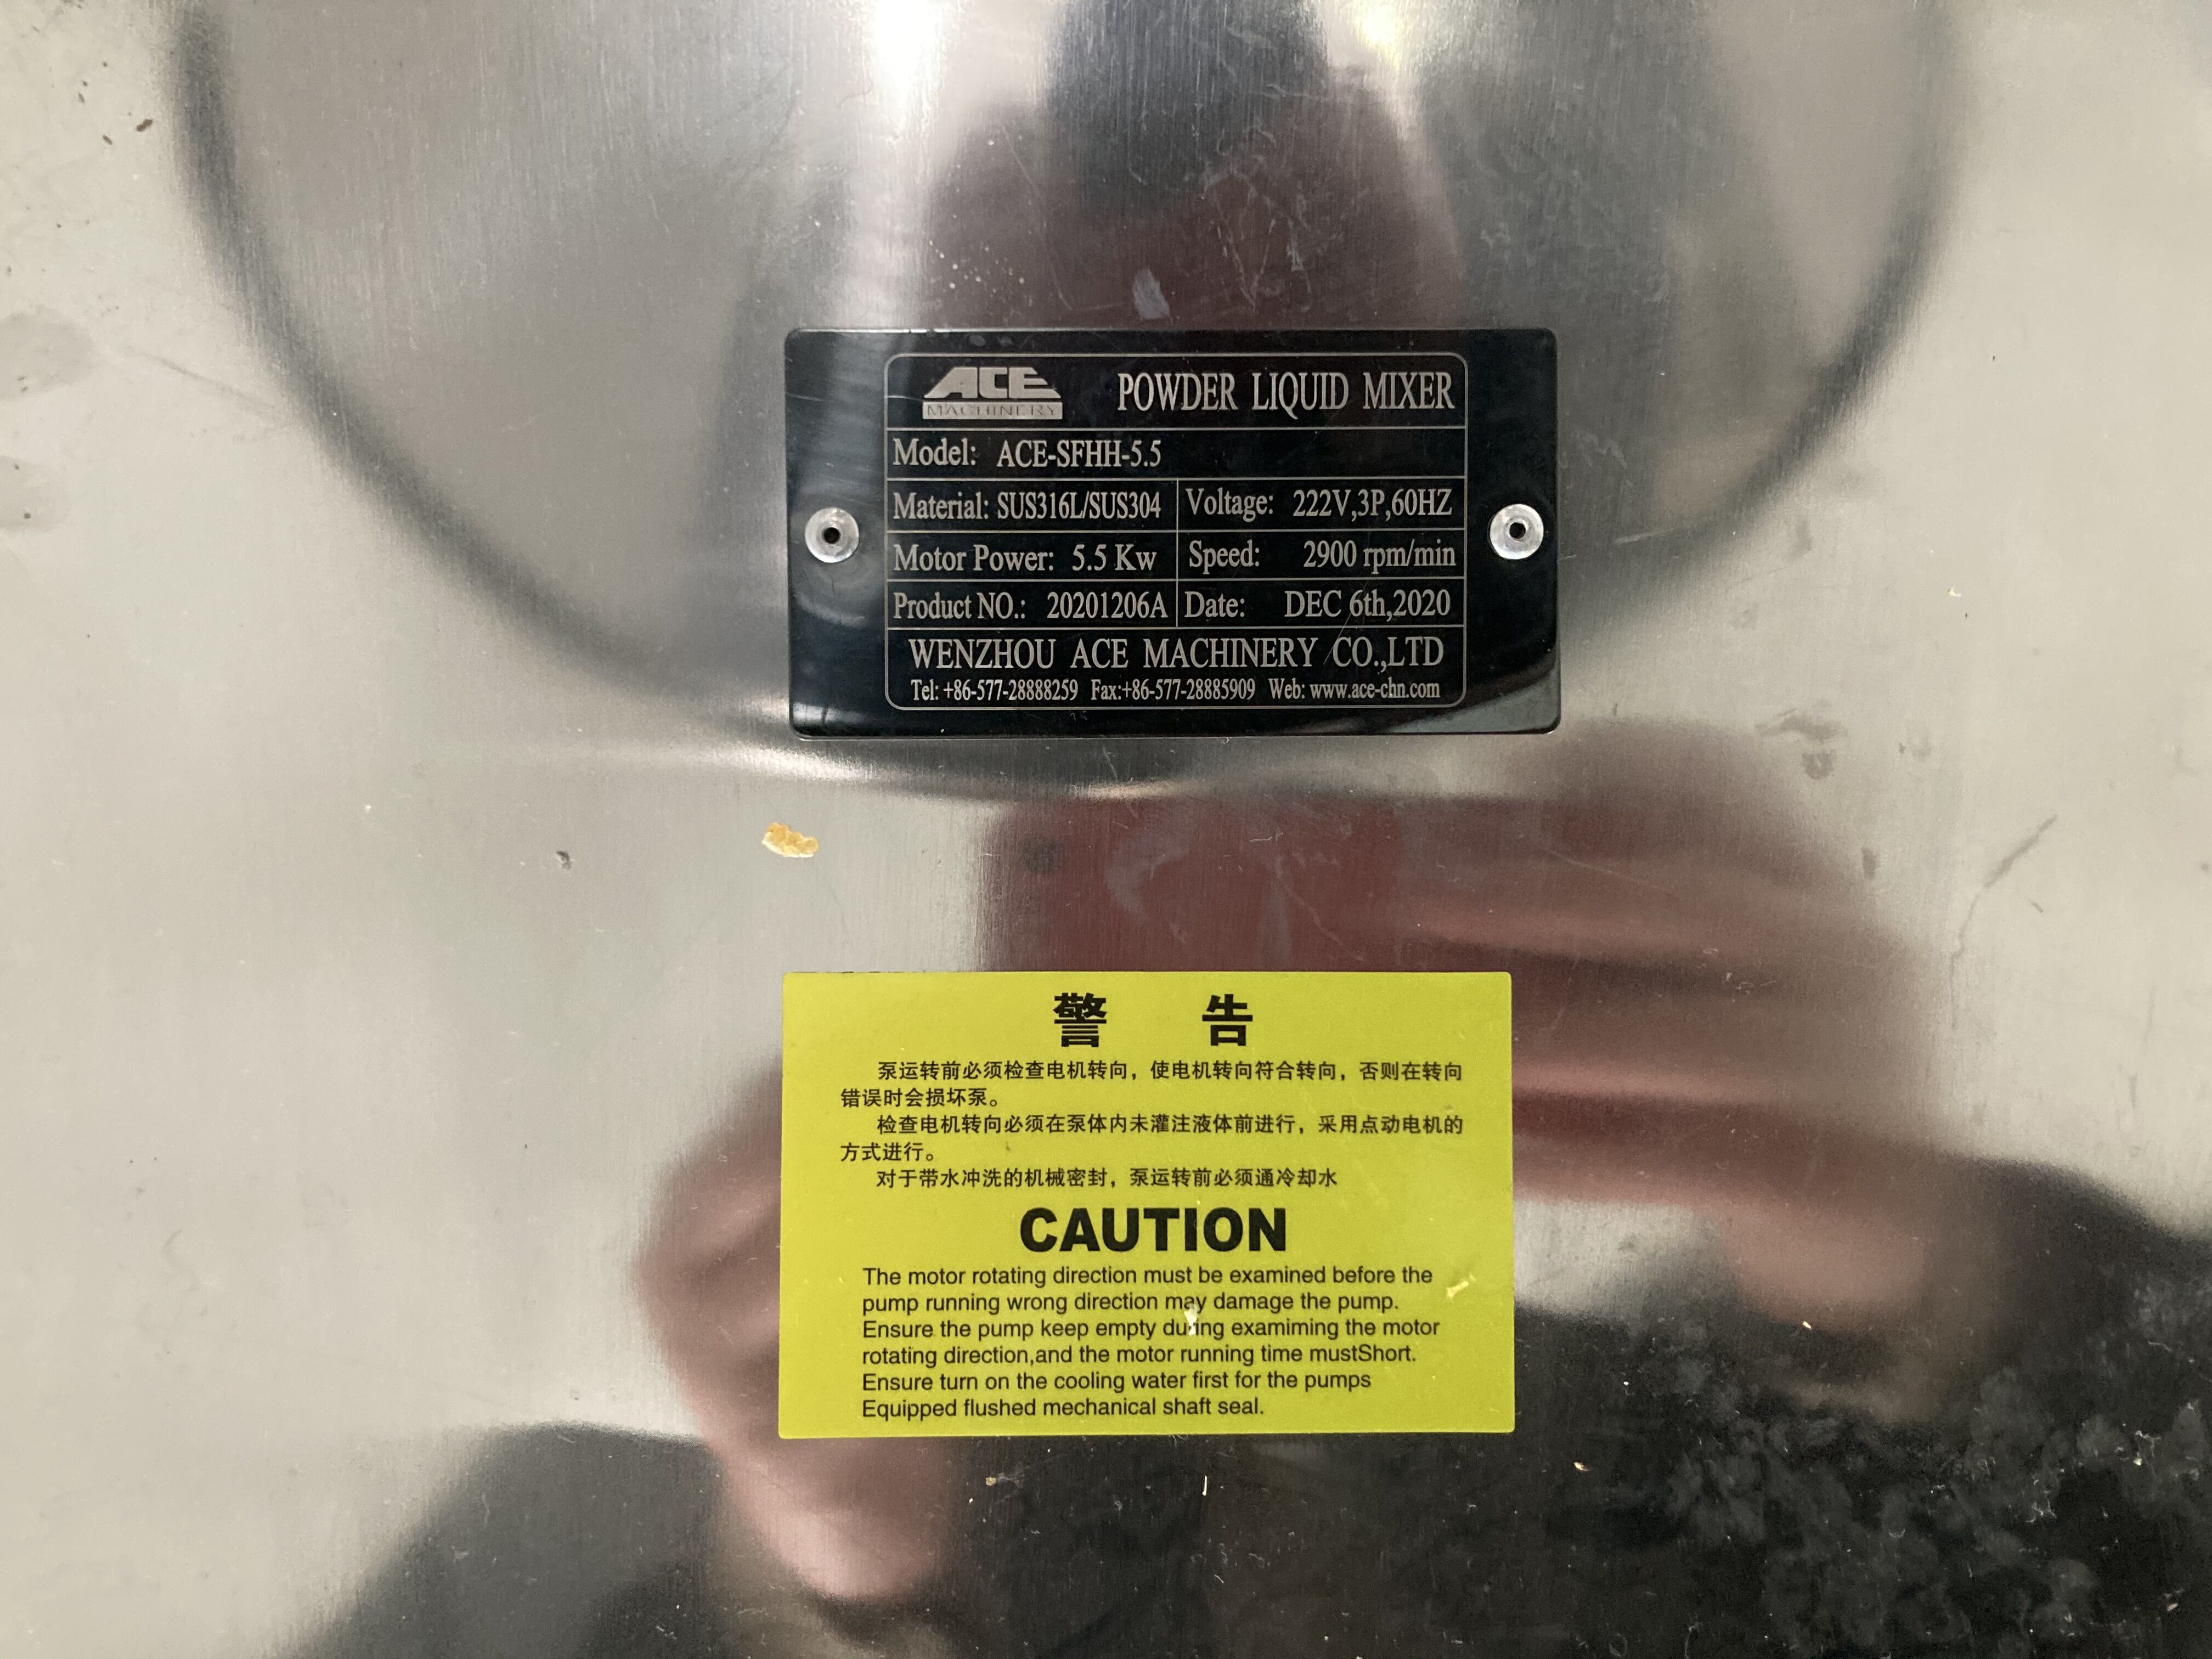 ACE
MACHINERY
POWDER LIQUID MIXER
Model: ACE-SFHH-5.5
Material: SUS316L/SUS304 Voltage: 222V,3P,60HZ
Motor Power: 5.5 Kw Speed: 2900 rpm/min
Product NO.: 20201206A Date: DEC 6th,2020
WENZHOU ACE MACHINERY CO.,LTD
Tel: +86-577-28888259 Fax:+86-577-28885909 Web: www.ace-chn.com
警 告
泵运转前必须检查电机转向，使电机转向符合转向，否则在转向
错误时会损坏泵。
检查电机转向必须在泵体内未灌注液体前进行，采用点动电机的
方式进行。
对于带水冲洗的机械密封，泵运转前必须通冷却水
CAUTION
The motor rotating direction must be examined before the
pump running wrong direction may damage the pump.
Ensure the pump keep empty during examiming the motor
rotating direction,and the motor running time mustShort.
Ensure turn on the cooling water first for the pumps
Equipped flushed mechanical shaft seal.